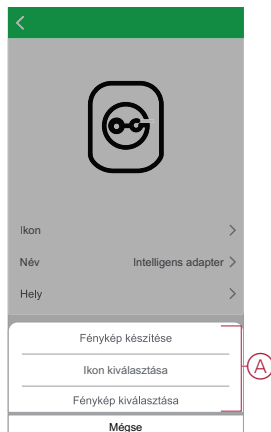 Ikon
Név Intelligens adapter
Hely
Fénykép készítése
Ikon kiválasztása
A
Fénykép kiválasztása
Mégse